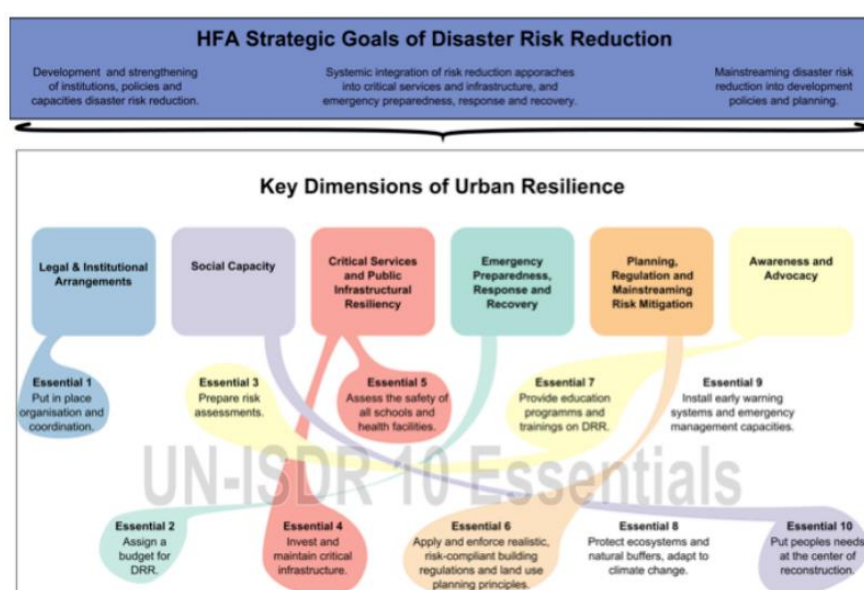 HFA Strategic Goals of Disaster Risk Reduction
Development and strengthening
of institutions, policies and
capacities disaster risk reduction.
Systemic integration of risk reduction apporaches
into critical services and infrastructure, and
emergency preparedness, response and recovery.
Mainstreaming disaster risk
reduction into development
policies and planning.
Key Dimensions of Urban Resilience
Legal & Institutional
Arrangements
Social Capacity
Critical Services
and Public
Infrastructural
Resiliency
Emergency
Preparedness,
Response and
Recovery
Planning,
Regulation and
Mainstreaming
Risk Mitigation
Awareness and
Advocacy
Essential 1
Put in place
organisation and
coordination.
Essential 3
Prepare risk
assessments.
Essential 5
Assess the safety of
all schools and
health facilities.
Essential 7
Provide education
programms and
trainings on DRR.
Essential 9
Install early warning
systems and emergency
management capacities.
UN-ISDR 10 Essentials
Essential 2
Assign a
budget for
DRR.
Essential 4
Invest and
maintain critical
infrastructure.
Essential 6
Apply and enforce realistic,
risk-compliant building
regulations and land use
planning principles.
Essential 8
Protect ecosystems and
natural buffers, adapt to
climate change.
Essential 10
Put peoples needs
at the center of
reconstruction.